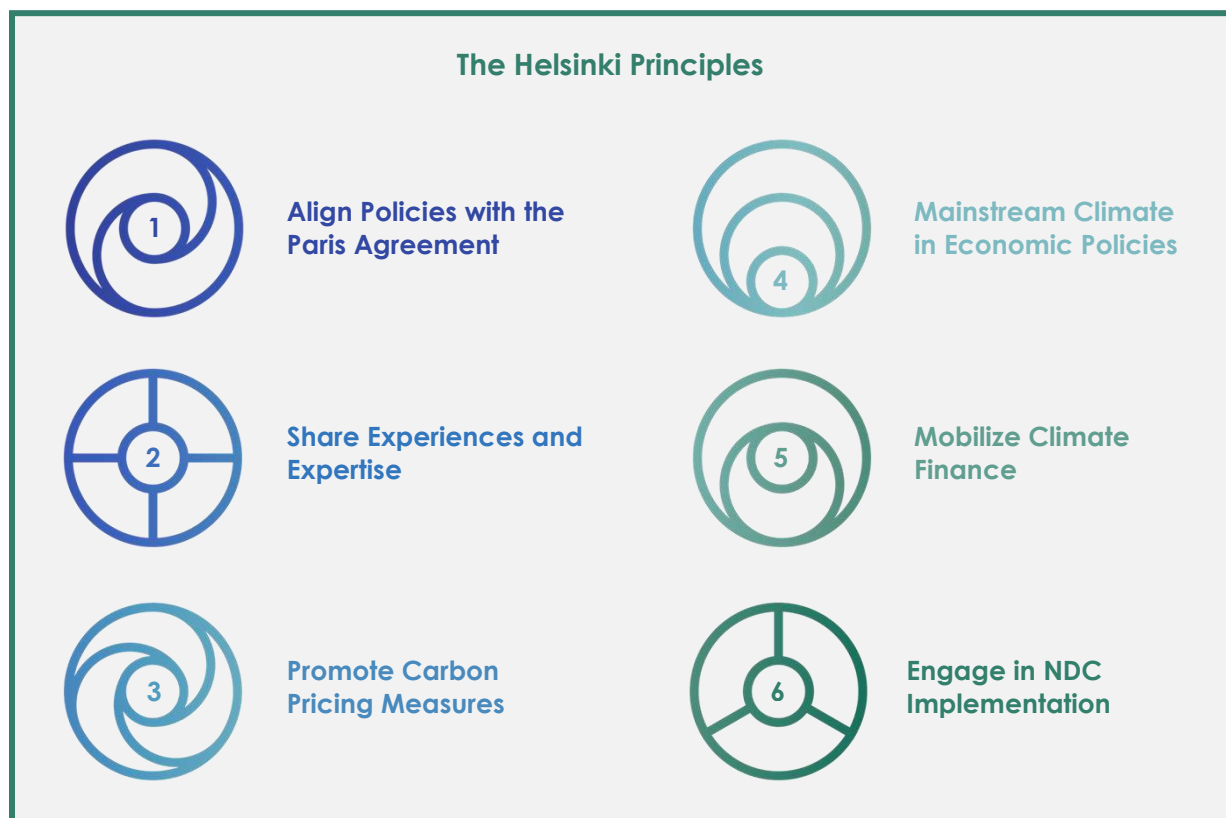 The Helsinki Principles
1
Align Policies with the
Paris Agreement
2
Share Experiences and
Expertise
3
Promote Carbon
Pricing Measures
4
Mainstream Climate
in Economic Policies
5
Mobilize Climate
Finance
6
Engage in NDC
Implementation